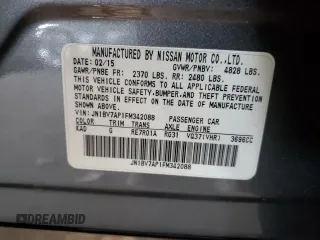 MANUFACTURED BY NISSAN MOTOR CO.,LTD.
DATE: 02/15 GVWR/PNBV: 4828 LBS.
GAWR/PNBE FR: 2370 LBS. RR: 2480 LBS.
THIS VEHICLE CONFORMS TO ALL APPLICABLE FEDERAL
MOTOR VEHICLE SAFETY,BUMPER, AND THEFT PREVENTION
STANDARDS IN EFFECT ON THE DATE OF
MANUFACTURE SHOWN ABOVE.
VIN: JN1BV7AP1FM342088 PASSENGER CAR
COLOR TRIM TRANS AXLE ENGINE
KAD G RE7R01A RG31 VQ37(VHR) 3696CC
JN1BV7AP1FM342088
DREAMBID